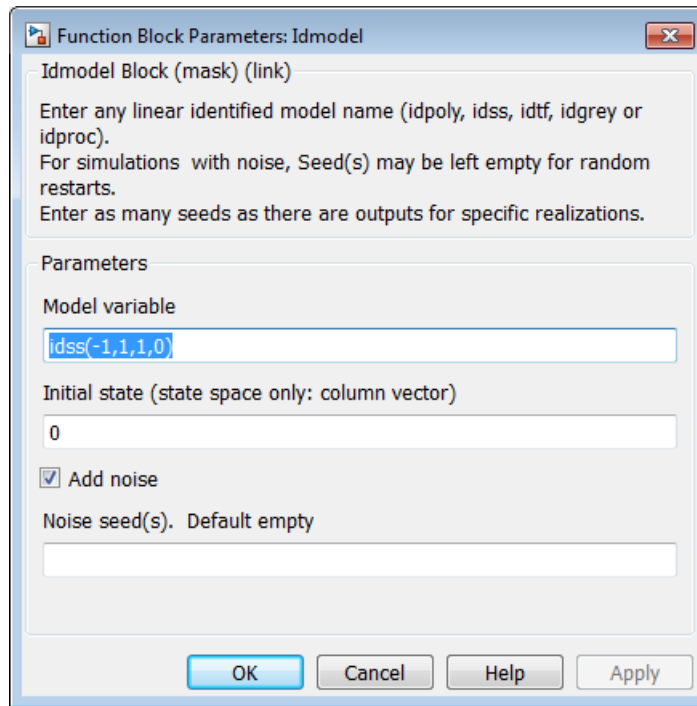 Function Block Parameters: Idmodel
Idmodel Block (mask) (link)
Enter any linear identified model name (idpoly, idss, idtf, idgrey or
idproc).
For simulations  with noise, Seed(s) may be left empty for random
restarts.
Enter as many seeds as there are outputs for specific realizations.
Parameters
Model variable
idss(-1,1,1,0)
Initial state (state space only: column vector)
0
Add noise
Noise seed(s).  Default empty
OK Cancel Help Apply